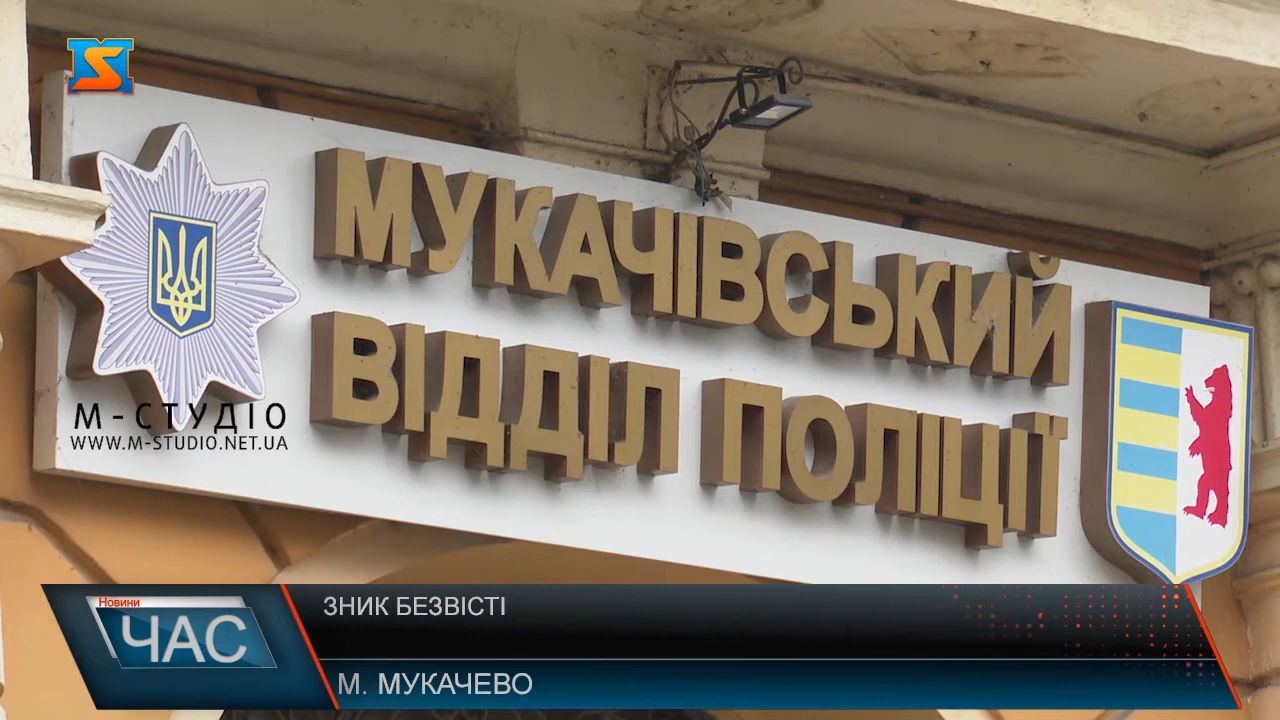 МУКАЧІВСЬКИЙ
ВІДДІЛ ПОЛІЦІЇ
М-СТУДІО
WWW.M-STUDIO.NET.UA
Новини
ЧАС
ЗНИК БЕЗВІСТІ
М. МУКАЧЕВО